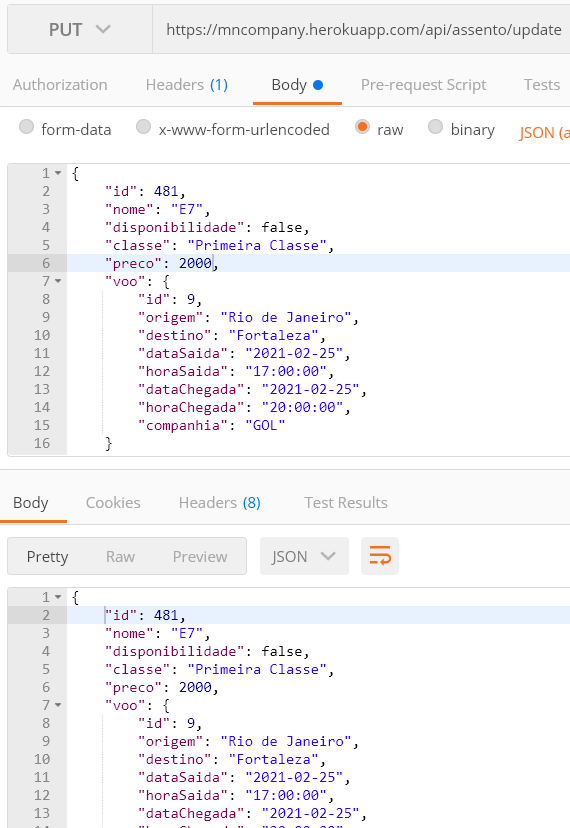 PUT https://mncompany.herokuapp.com/api/assento/update
Authorization Headers (1) Body Pre-request Script Tests
form-data x-www-form-urlencoded raw binary JSON (a
1 {
2 "id": 481,
3 "nome": "E7",
4 "disponibilidade": false,
5 "classe": "Primeira Classe",
6 "preco": 2000,
7 "voo": {
8 "id": 9,
9 "origem": "Rio de Janeiro",
10 "destino": "Fortaleza",
11 "dataSaida": "2021-02-25",
12 "horaSaida": "17:00:00",
13 "dataChegada": "2021-02-25",
14 "horaChegada": "20:00:00",
15 "companhia": "GOL"
16 }
Body Cookies Headers (8) Test Results
Pretty Raw Preview JSON
1 {
2 "id": 481,
3 "nome": "E7",
4 "disponibilidade": false,
5 "classe": "Primeira Classe",
6 "preco": 2000,
7 "voo": {
8 "id": 9,
9 "origem": "Rio de Janeiro",
10 "destino": "Fortaleza",
11 "dataSaida": "2021-02-25",
12 "horaSaida": "17:00:00",
13 "dataChegada": "2021-02-25",